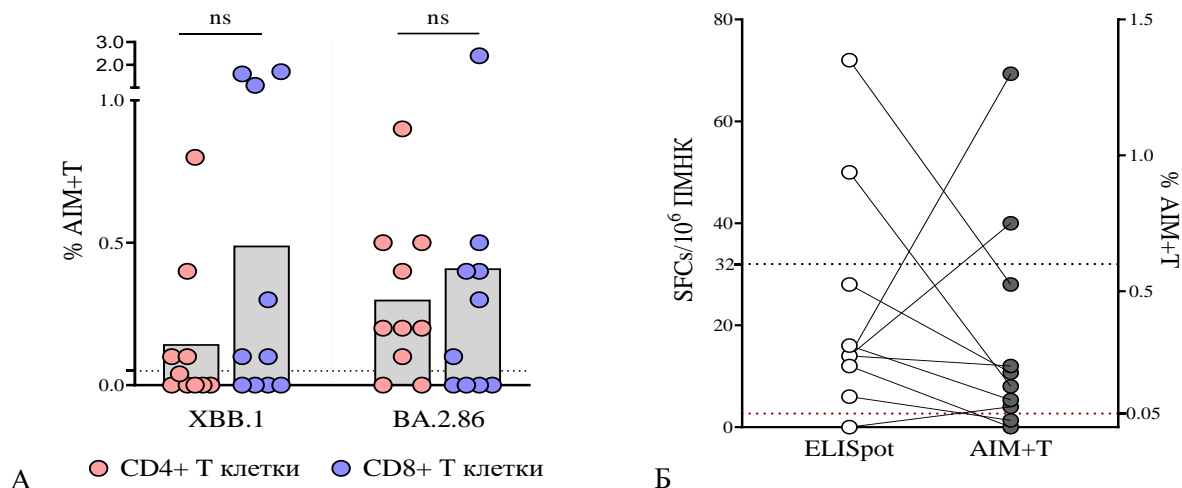 ns
ns
3.0
2.0
1.0
0.5
0.0
% AIM+T
XBB.1
BA.2.86
CD4+ Т клетки
CD8+ Т клетки
А
80
60
40
32
20
0
SFCs/10⁶ ПМНК
1.5
1.0
0.5
0.05
% AIM+T
ELISpot
AIM+T
Б